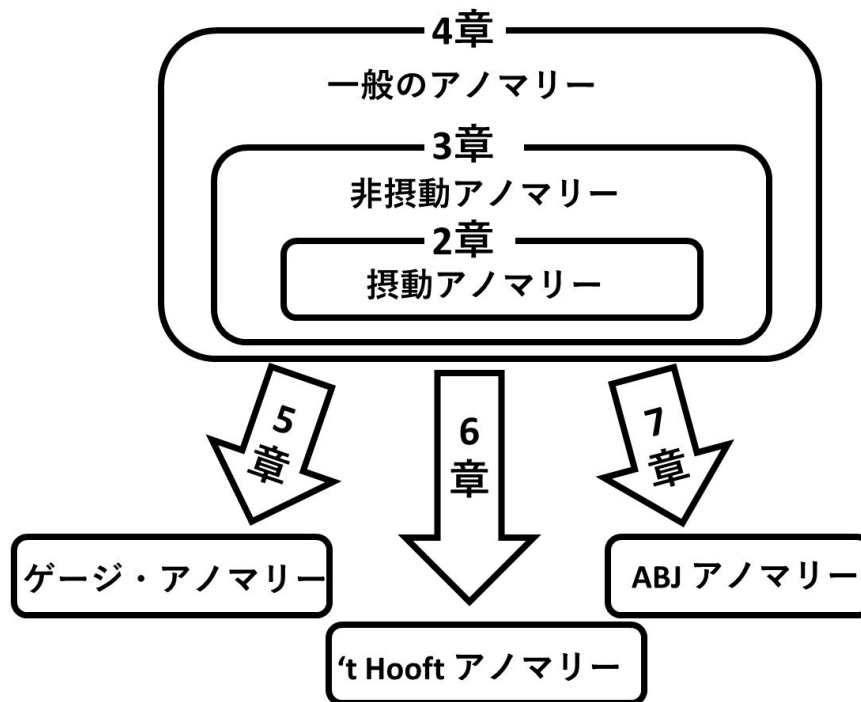 4章
一般のアノマリー
3章
非摂動アノマリー
2章
摂動アノマリー
5
章
6
章
7
章
ゲージ・アノマリー
ABJ アノマリー
‘t Hooft アノマリー